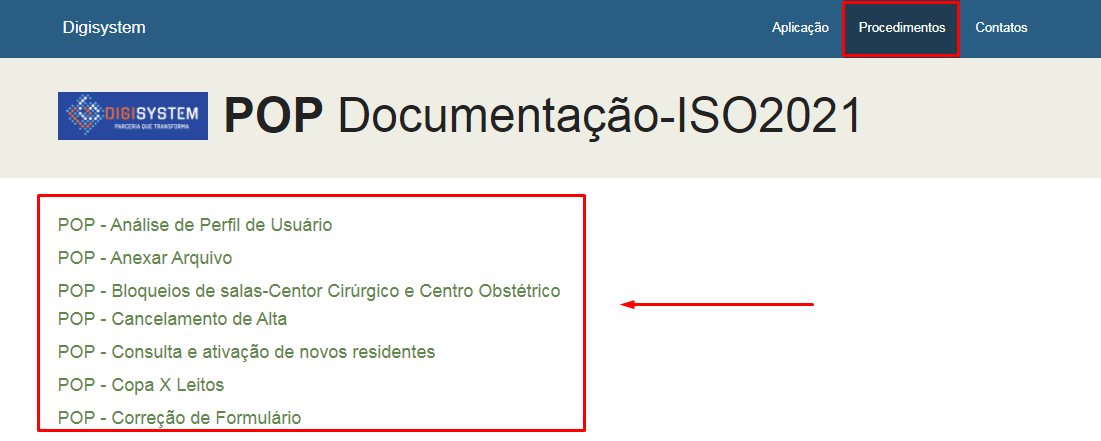 Digisystem
Aplicação
Procedimentos
Contatos
DIGISYSTEM
PARCERIA QUE TRANSFORMA
POP Documentação-ISO2021
POP - Análise de Perfil de Usuário
POP - Anexar Arquivo
POP - Bloqueios de salas-Centor Cirúrgico e Centro Obstétrico
POP - Cancelamento de Alta
POP - Consulta e ativação de novos residentes
POP - Copa X Leitos
POP - Correção de Formulário